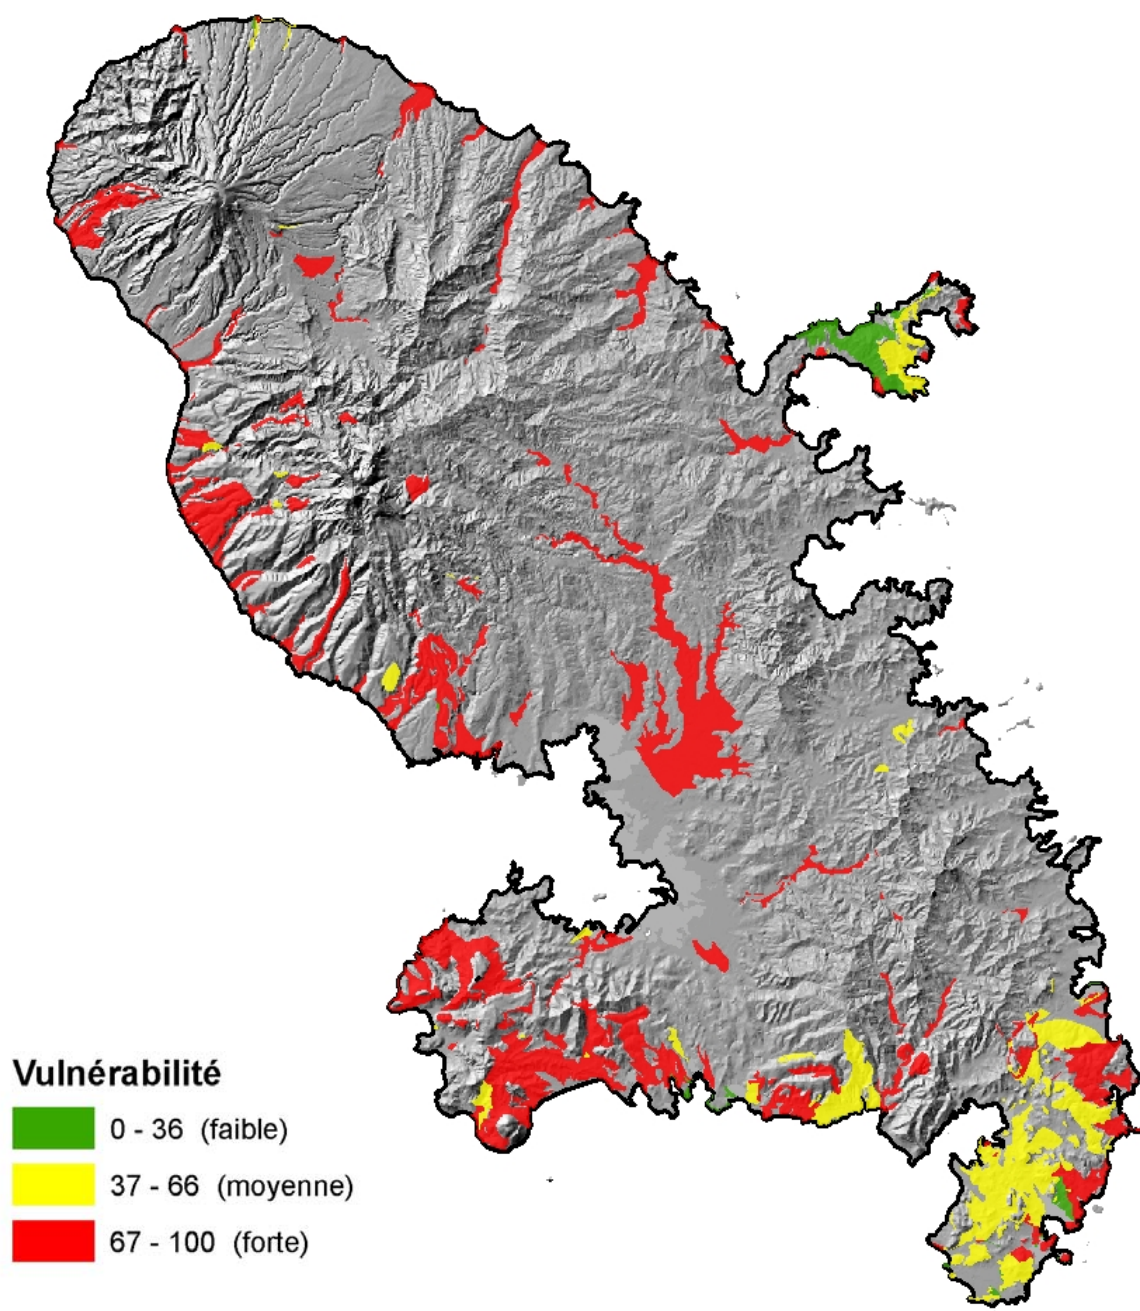 Vulnérabilité
0 - 36 (faible)
37 - 66 (moyenne)
67 - 100 (forte)